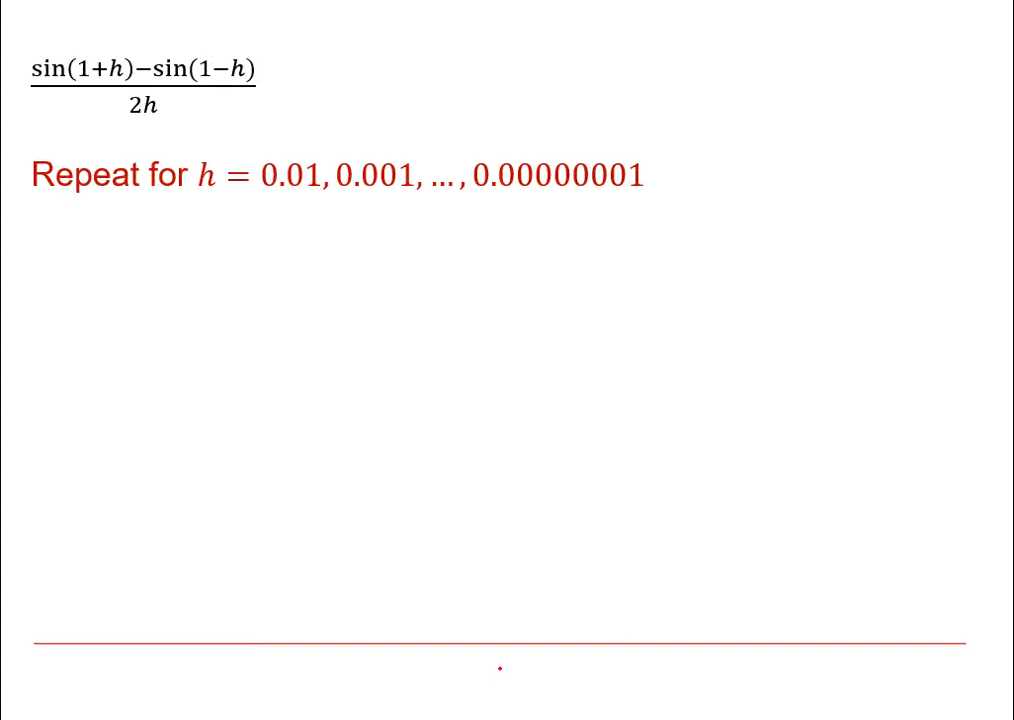 sin(1+h)−sin(1−h)
2h
Repeat for h = 0.01, 0.001, … , 0.00000001